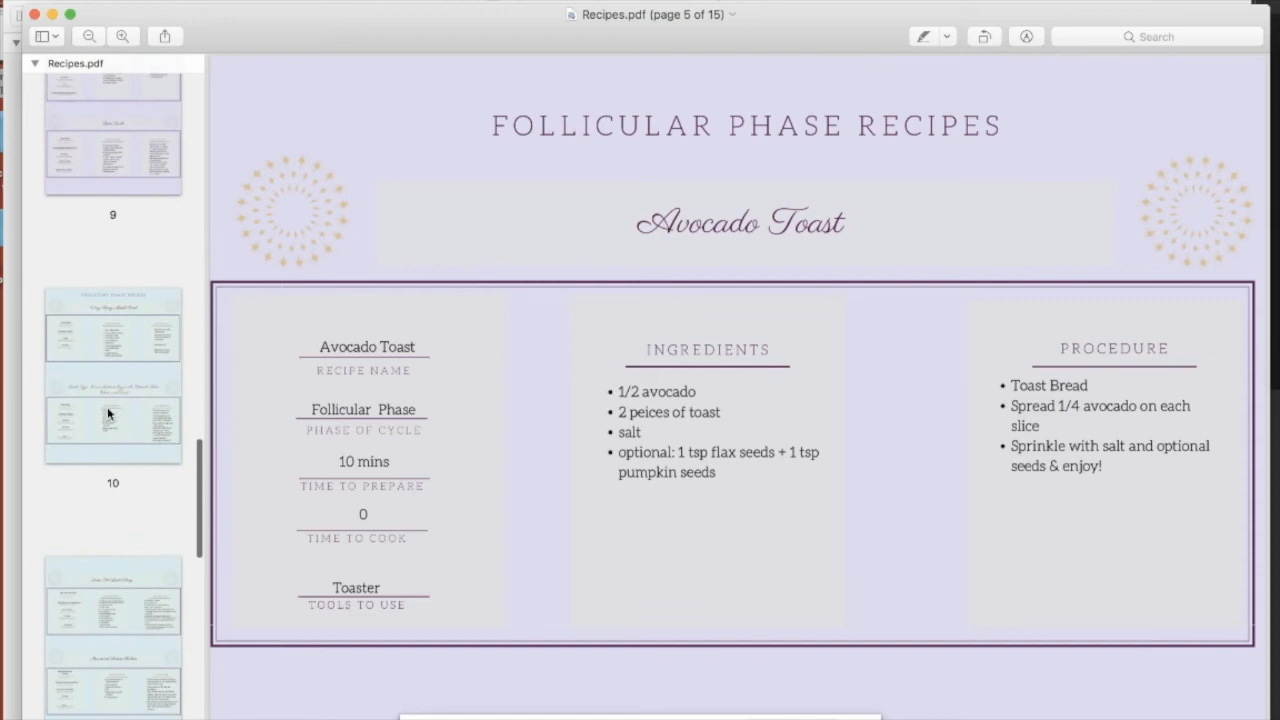 Recipes.pdf (page 5 of 15)
Search
Recipes.pdf
9
10
FOLLICULAR PHASE RECIPES
Avocado Toast
Avocado Toast
RECIPE NAME
Follicular Phase
PHASE OF CYCLE
10 mins
TIME TO PREPARE
0
TIME TO COOK
Toaster
TOOLS TO USE
INGREDIENTS
• 1/2 avocado
• 2 peices of toast
• salt
• optional: 1 tsp flax seeds + 1 tsp
pumpkin seeds
PROCEDURE
• Toast Bread
• Spread 1/4 avocado on each
slice
• Sprinkle with salt and optional
seeds & enjoy!